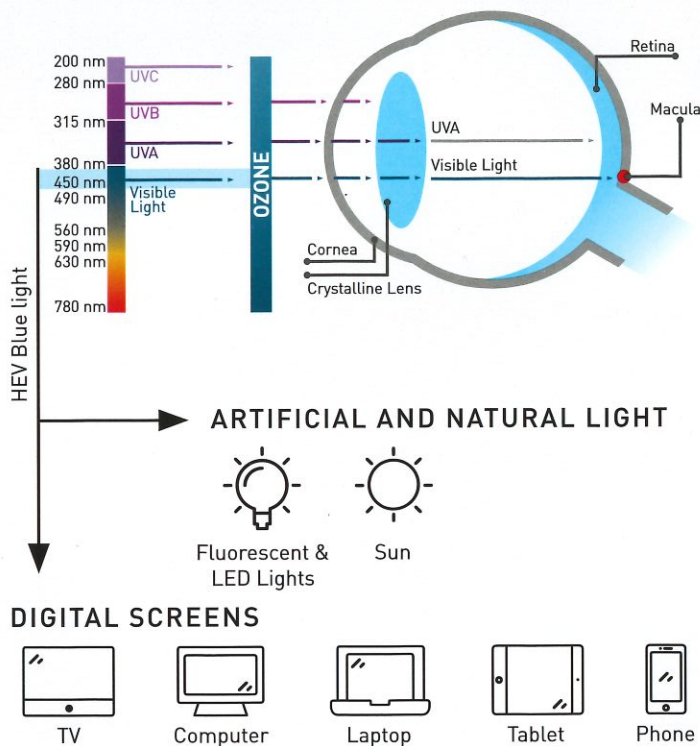 200 nm
280 nm
315 nm
380 nm
450 nm
490 nm
560 nm
590 nm
630 nm
780 nm
UVC
UVB
UVA
Visible
Light
OZONE
UVA
Visible Light
Retina
Macula
Cornea
Crystalline Lens
HEV Blue light
ARTIFICIAL AND NATURAL LIGHT
Fluorescent &
LED Lights
Sun
DIGITAL SCREENS
TV
Computer
Laptop
Tablet
Phone